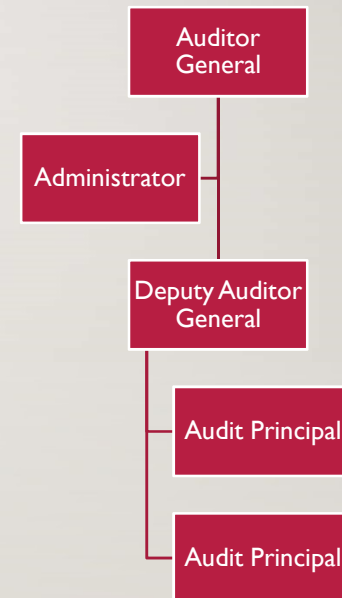 Auditor
General
Administrator
Deputy Auditor
General
Audit Principal
Audit Principal